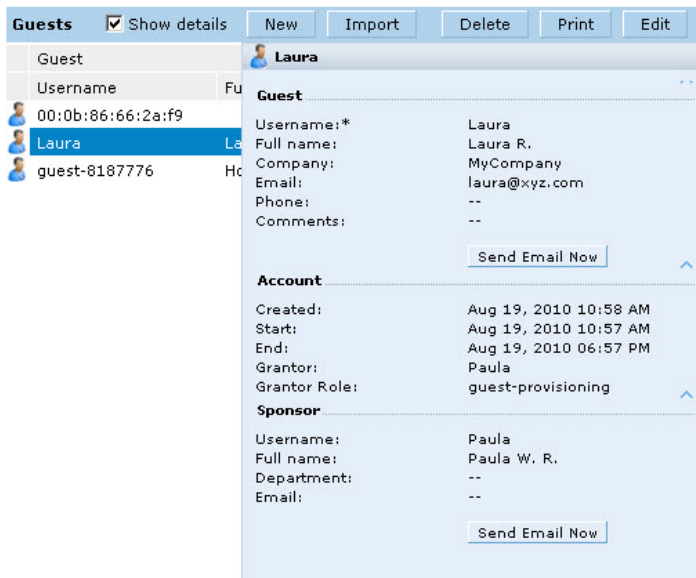 Guests Show details New Import Delete Print Edit
Guest
Username Fu
00:0b:86:66:2a:f9
Laura La
guest-8187776 Ho
Laura
Guest
Username:* Laura
Full name: Laura R.
Company: MyCompany
Email: laura@xyz.com
Phone: --
Comments: --
Send Email Now
Account
Created: Aug 19, 2010 10:58 AM
Start: Aug 19, 2010 10:57 AM
End: Aug 19, 2010 06:57 PM
Grantor: Paula
Grantor Role: guest-provisioning
Sponsor
Username: Paula
Full name: Paula W. R.
Department: --
Email: --
Send Email Now